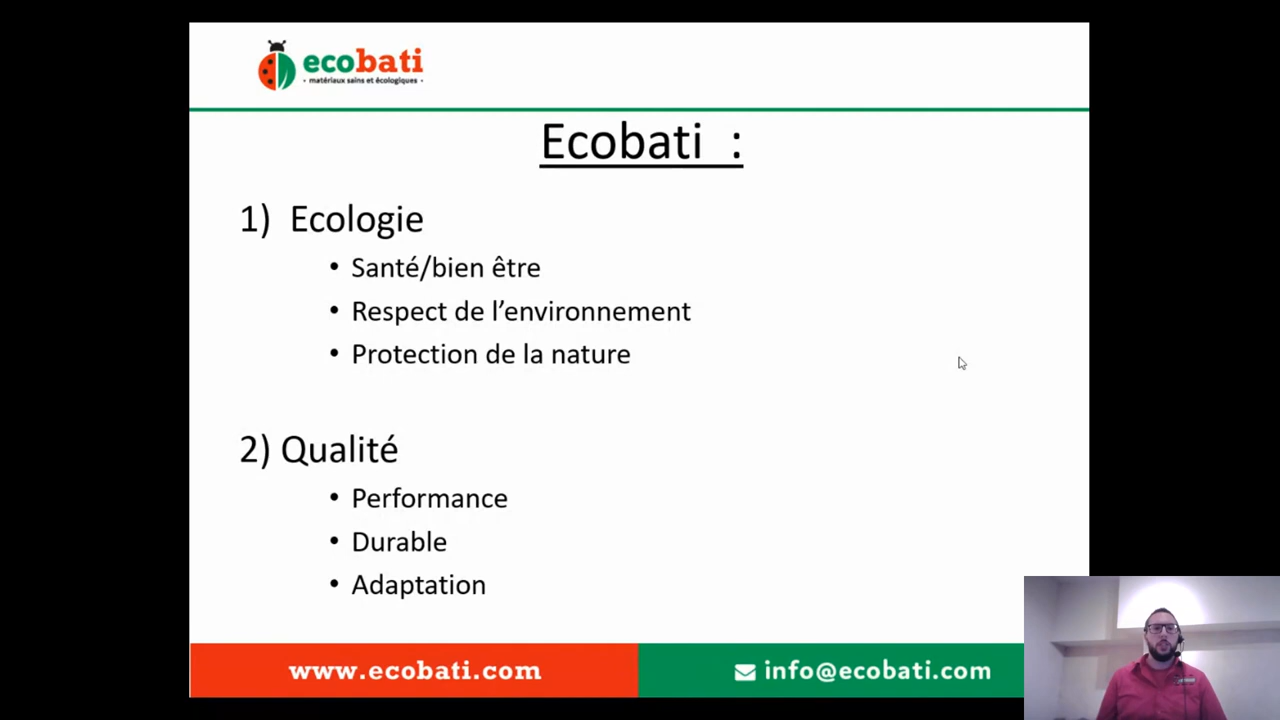 ecobati
• matériaux sains et écologiques •
Ecobati :
1) Ecologie
• Santé/bien être
• Respect de l’environnement
• Protection de la nature
2) Qualité
• Performance
• Durable
• Adaptation
www.ecobati.com
info@ecobati.com